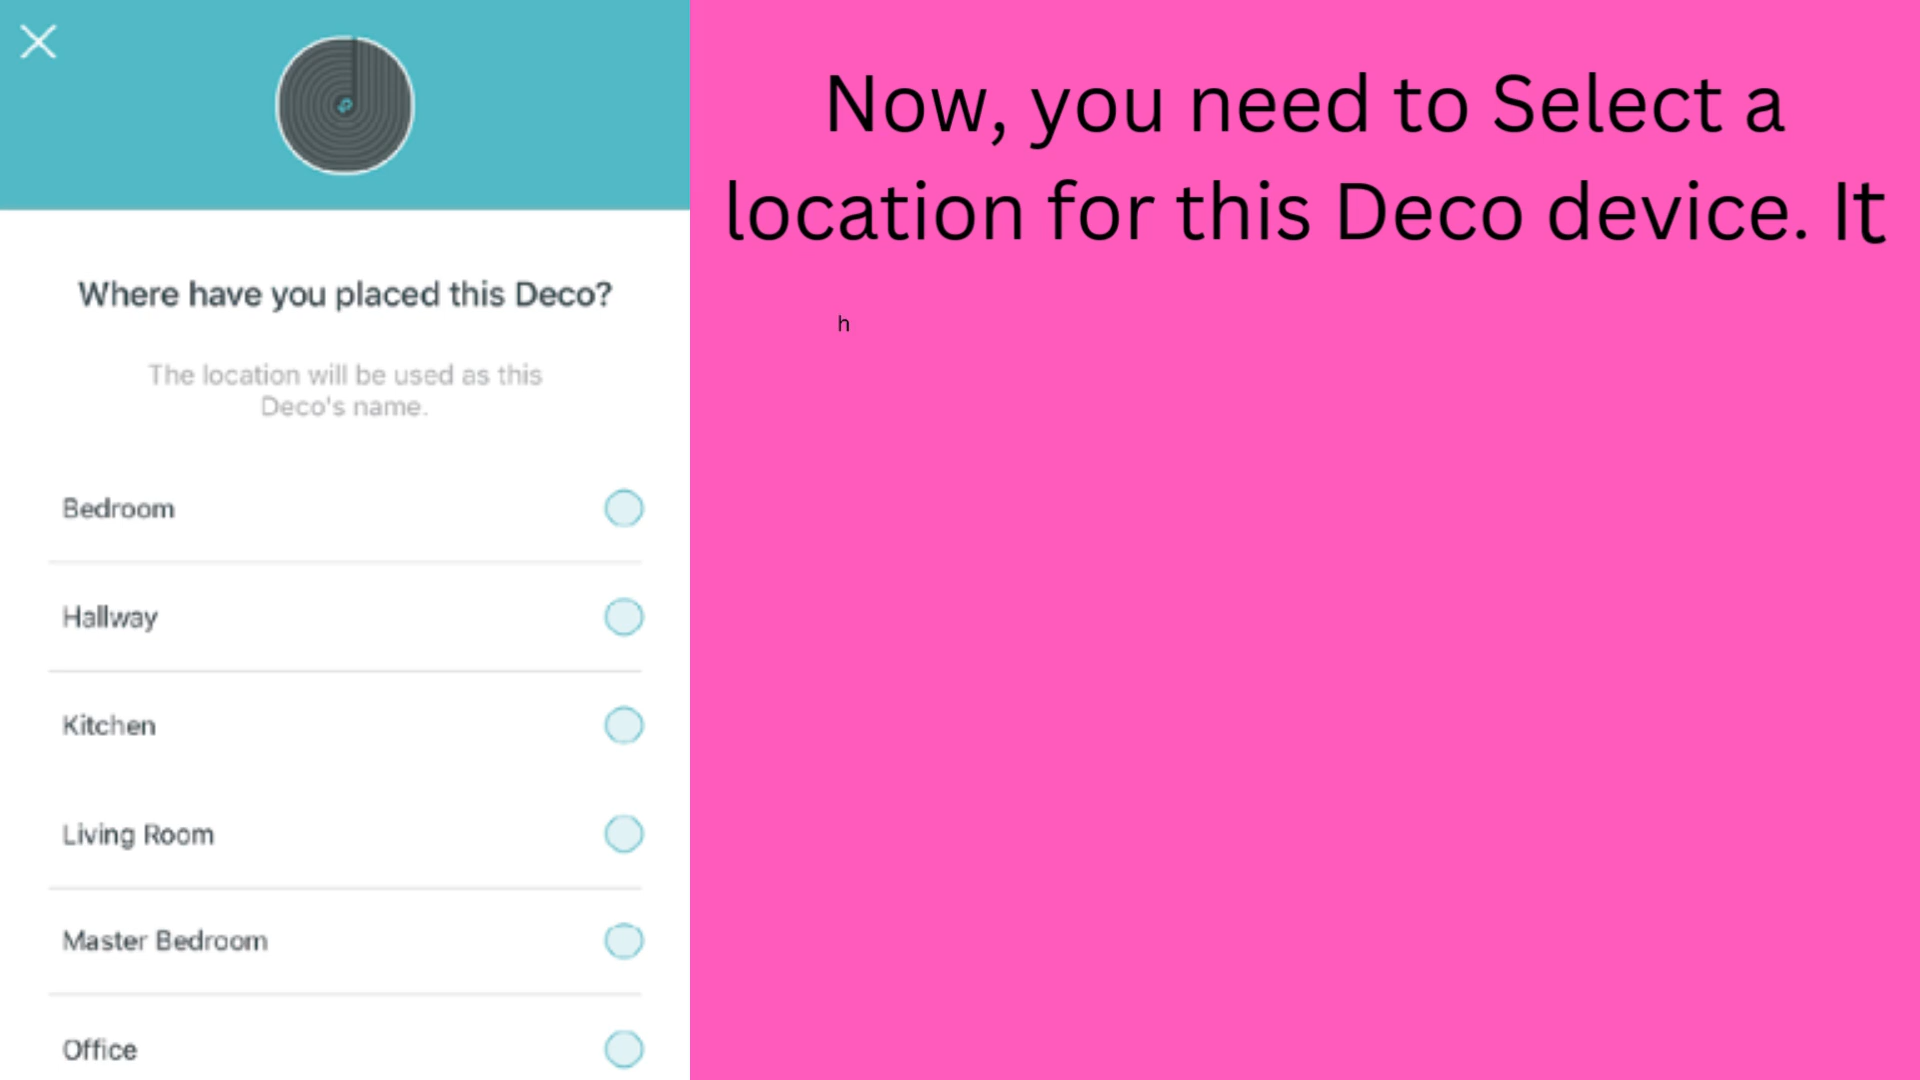 Where have you placed this Deco?
The location will be used as this
Deco's name.
Bedroom
Hallway
Kitchen
Living Room
Master Bedroom
Office
Now, you need to Select a
location for this Deco device. It
h